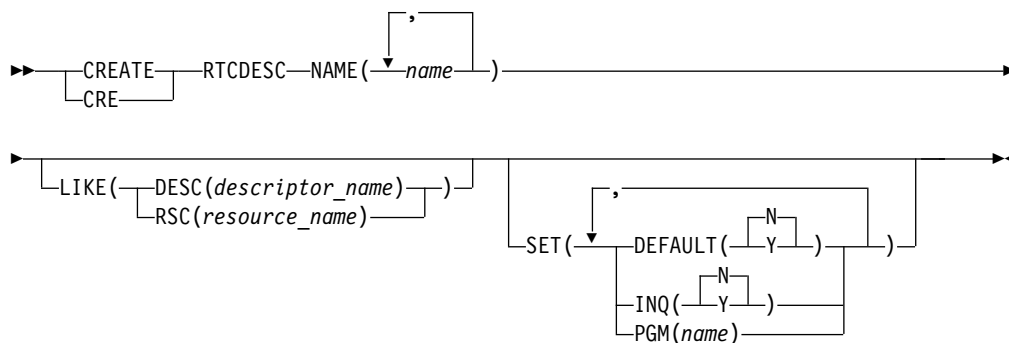 ,
CREATE RTCDESC NAME( name )
CRE
LIKE( DESC(descriptor_name) )
RSC(resource_name)
,
SET( DEFAULT( N )
Y
INQ( N )
Y
PGM(name)
)